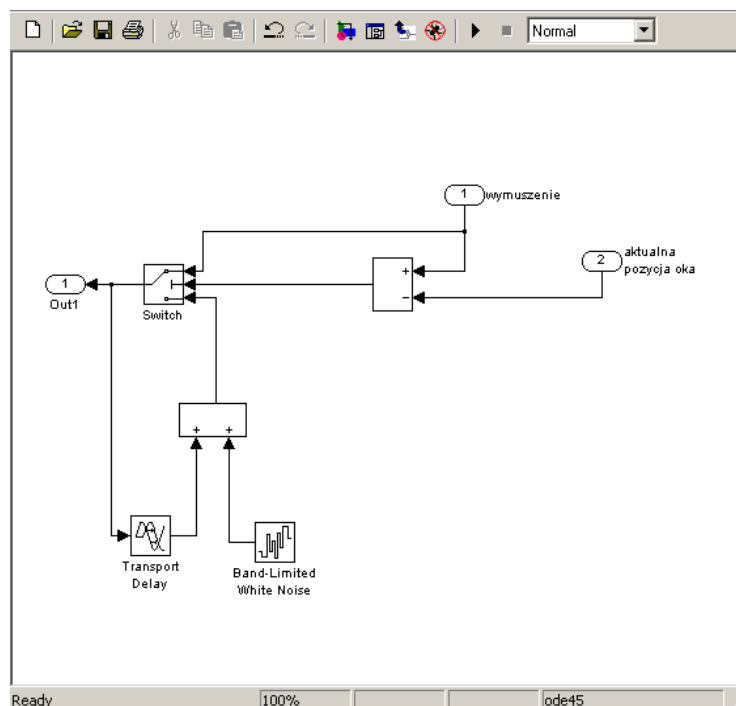 Normal
1
wymuszenie
2
aktualna
pozycja oka
+
−
1
Out1
Switch
+ +
Transport
Delay
Band-Limited
White Noise
Ready
100%
ode45